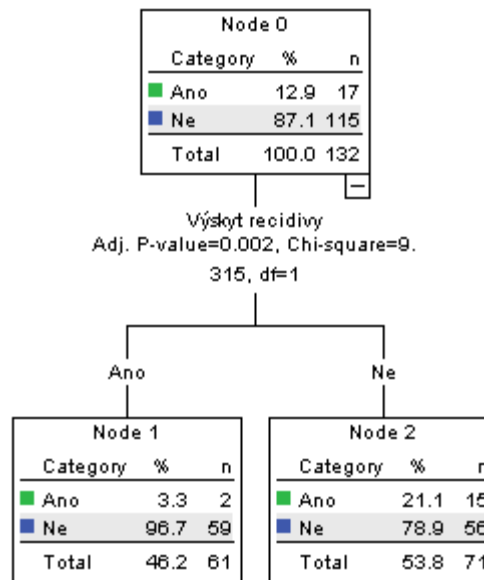 Node 0
Category % n
Ano 12.9 17
Ne 87.1 115
Total 100.0 132
Výskyt recidivy
Adj. P-value=0.002, Chi-square=9.
315, df=1
Ano Ne
Node 1
Category % n
Ano 3.3 2
Ne 96.7 59
Total 46.2 61
Node 2
Category % n
Ano 21.1 15
Ne 78.9 56
Total 53.8 71